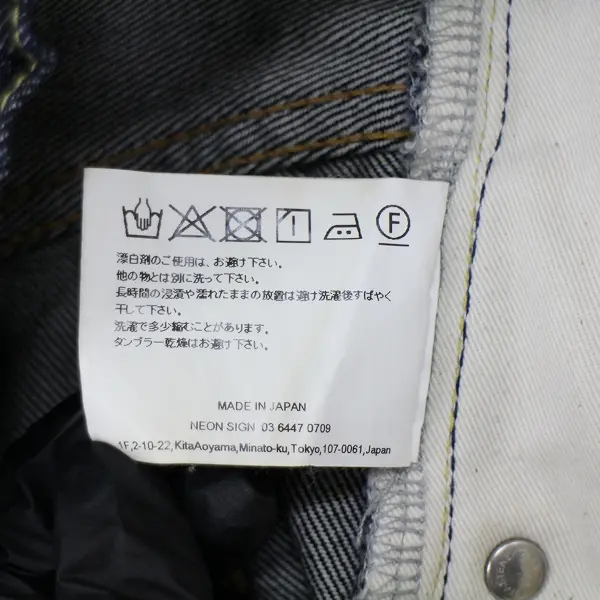 F
漂白剤のご使用は、お避け下さい。
他の物とは別に洗って下さい。
長時間の浸漬や濡れたままの放置は避け洗濯後すばやく
干して下さい。
洗濯で多少縮むことがあります。
タンブラー乾燥はお避け下さい。
MADE IN JAPAN
NEON SIGN 03 6447 0709
1F,2-10-22,KitaAoyama,Minato-ku,Tokyo,107-0061,Japan